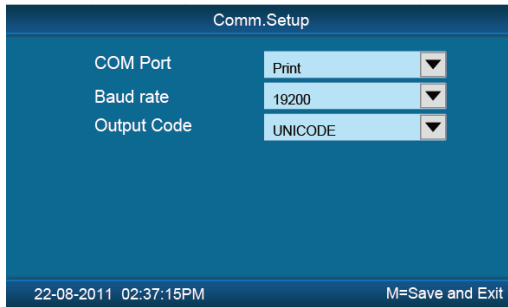 Comm.Setup
COM Port Print
Baud rate 19200
Output Code UNICODE
22-08-2011 02:37:15PM M=Save and Exit